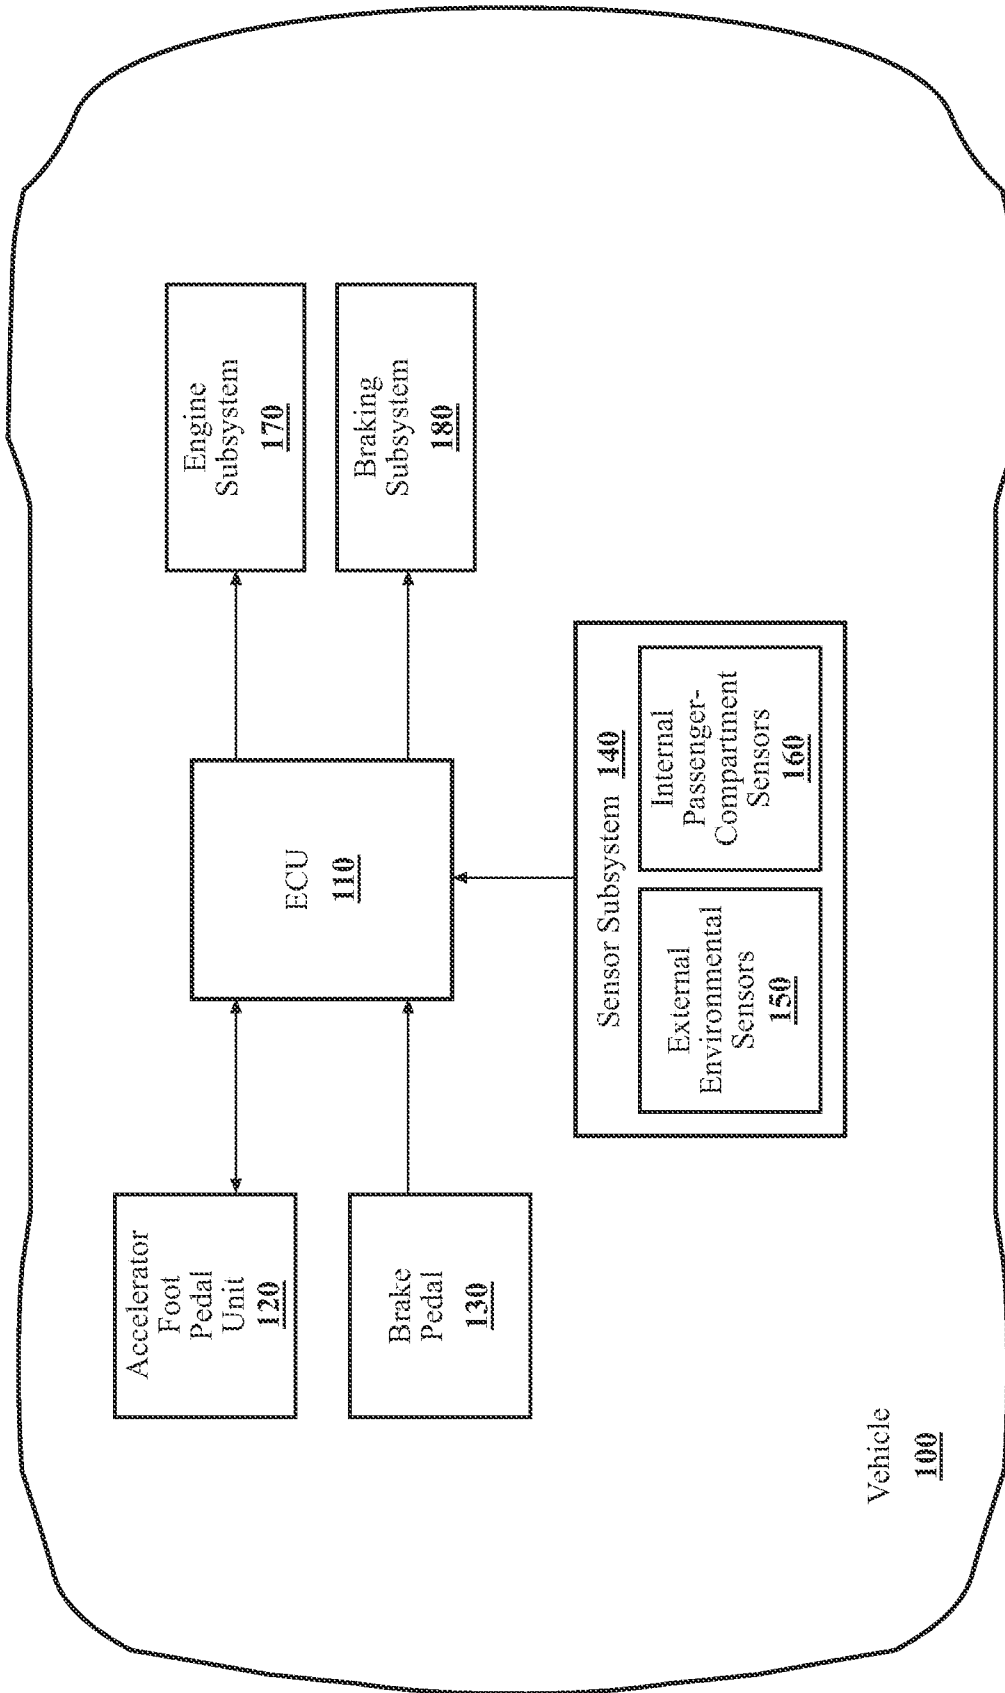 Accelerator
Foot
Pedal
Unit
120
Brake
Pedal
130
ECU
110
Engine
Subsystem
170
Braking
Subsystem
180
Sensor Subsystem 140
External
Environmental
Sensors
150
Internal
Passenger-
Compartment
Sensors
160
Vehicle
100